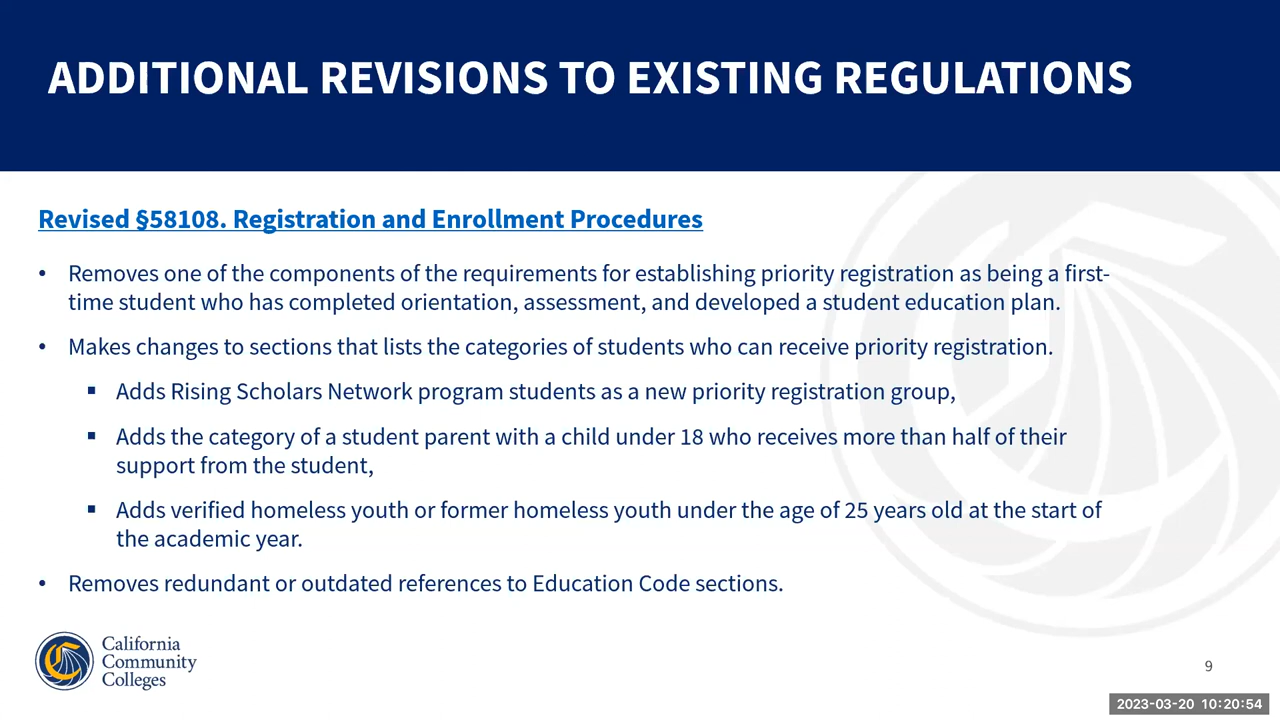 ADDITIONAL REVISIONS TO EXISTING REGULATIONS
Revised §58108. Registration and Enrollment Procedures
• Removes one of the components of the requirements for establishing priority registration as being a first-
time student who has completed orientation, assessment, and developed a student education plan.
• Makes changes to sections that lists the categories of students who can receive priority registration.
▪ Adds Rising Scholars Network program students as a new priority registration group,
▪ Adds the category of a student parent with a child under 18 who receives more than half of their
support from the student,
▪ Adds verified homeless youth or former homeless youth under the age of 25 years old at the start of
the academic year.
• Removes redundant or outdated references to Education Code sections.
California
Community
Colleges
9
2023-03-20 10:20:54